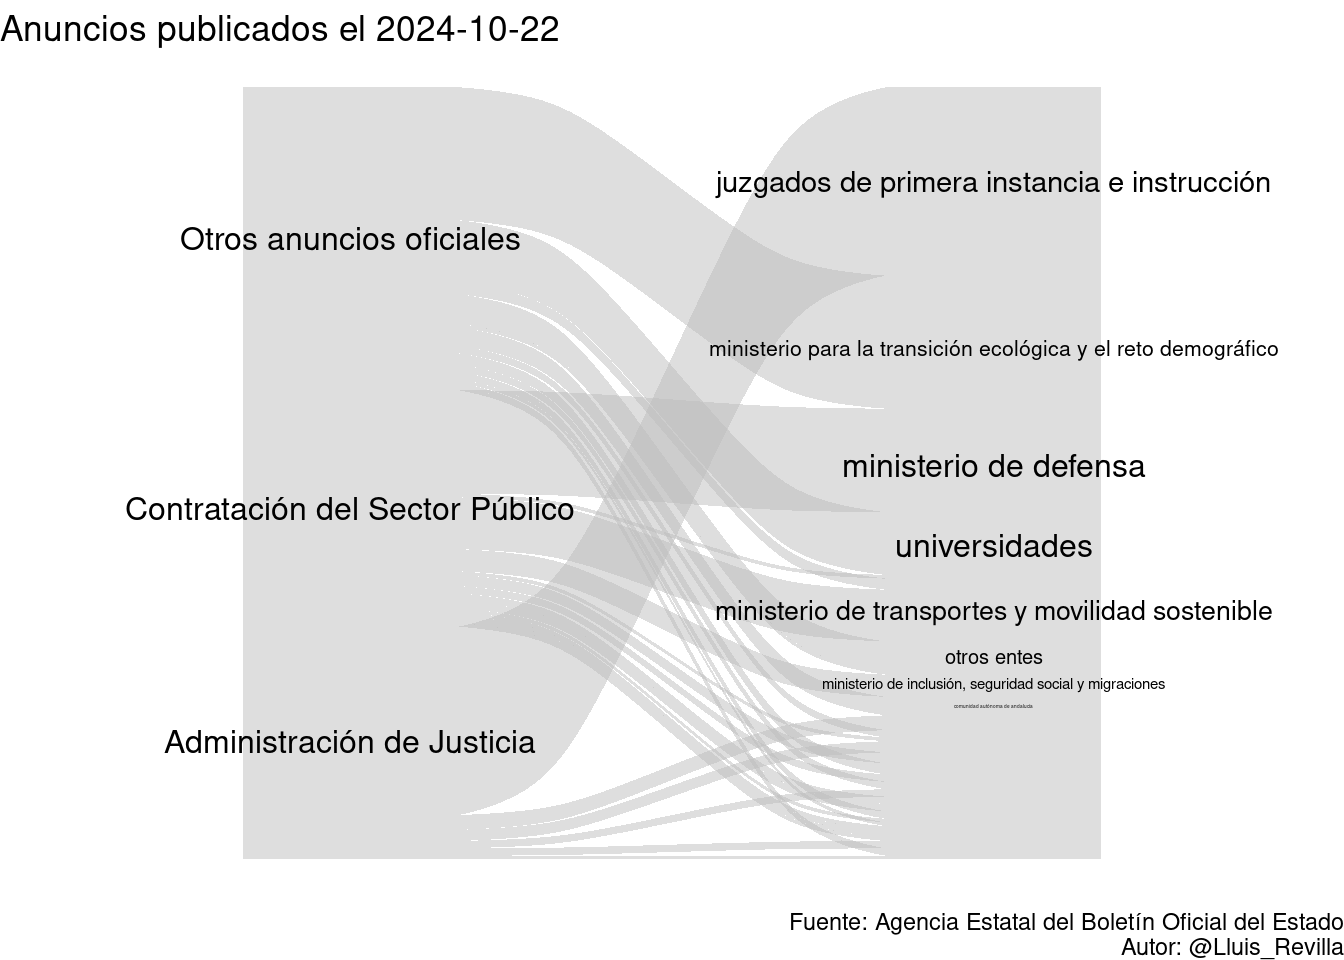 Anuncios publicados el 2024-10-22
juzgados de primera instancia e instrucción
Otros anuncios oficiales
ministerio para la transición ecológica y el reto demográfico
ministerio de defensa
Contratación del Sector Público
universidades
ministerio de transportes y movilidad sostenible
otros entes
ministerio de inclusión, seguridad social y migraciones
comunidad autónoma de andalucía
Administración de Justicia
Fuente: Agencia Estatal del Boletín Oficial del Estado
Autor: @Lluis_Revilla